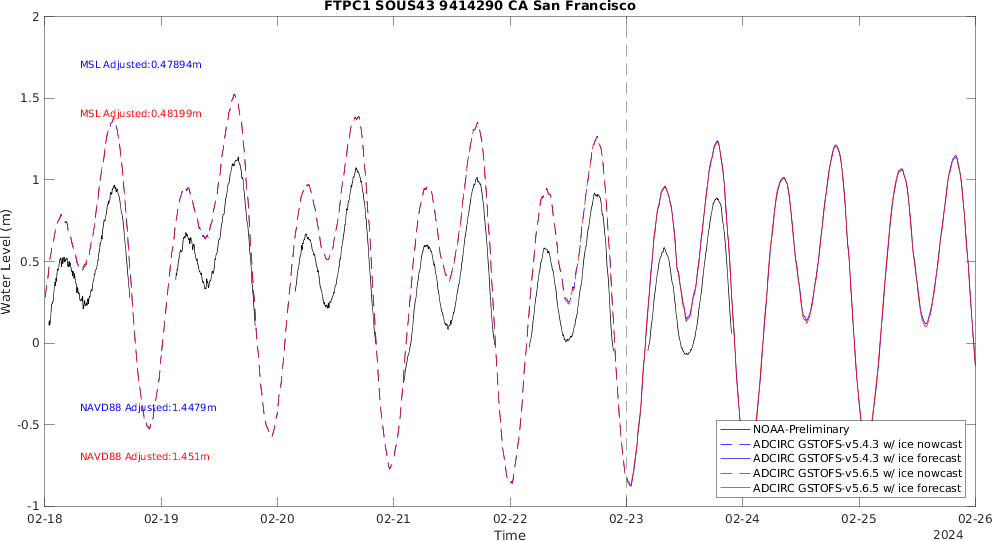 FTPC1 SOUS43 9414290 CA San Francisco
2
1.5
1
0.5
0
-0.5
-1
Water Level (m)
MSL Adjusted:0.47894m
MSL Adjusted:0.48199m
NAVD88 Adjusted:1.4479m
NAVD88 Adjusted:1.451m
NOAA-Preliminary
ADCIRC GSTOFS-v5.4.3 w/ ice nowcast
ADCIRC GSTOFS-v5.4.3 w/ ice forecast
ADCIRC GSTOFS-v5.6.5 w/ ice nowcast
ADCIRC GSTOFS-v5.6.5 w/ ice forecast
02-18 02-19 02-20 02-21 02-22 02-23 02-24 02-25 02-26
Time
2024